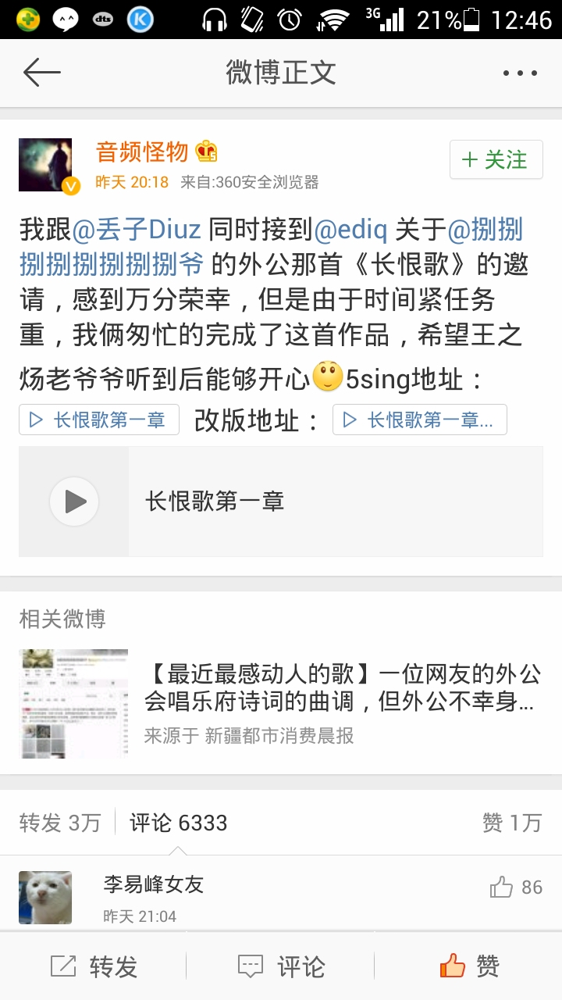 dts
K
3G
21%
12:46
微博正文
音频怪物
昨天 20:18 来自:360安全浏览器
+ 关注
我跟@丢子Diuz 同时接到@ediq 关于@捌捌
捌捌捌捌捌捌捌爷 的外公那首《长恨歌》的邀
请，感到万分荣幸，但是由于时间紧任务
重，我俩匆忙的完成了这首作品，希望王之
炀老爷爷听到后能够开心 5sing地址：
长恨歌第一章 改版地址： 长恨歌第一章...
长恨歌第一章
相关微博
【最近最感动人的歌】一位网友的外公
会唱乐府诗词的曲调，但外公不幸身...
来源于 新疆都市消费晨报
转发 3万 评论 6333 赞 1万
李易峰女友
86
昨天 21:04
转发 评论 赞